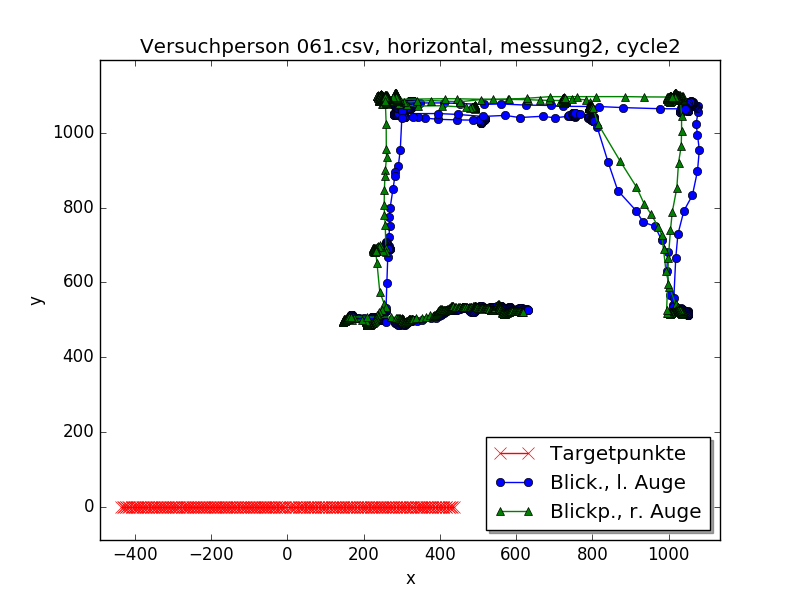 Versuchperson 061.csv, horizontal, messung2, cycle2
y
1000
800
600
400
200
0
−400
−200
0
200
400
600
800
1000
x
Targetpunkte
Blick., l. Auge
Blickp., r. Auge